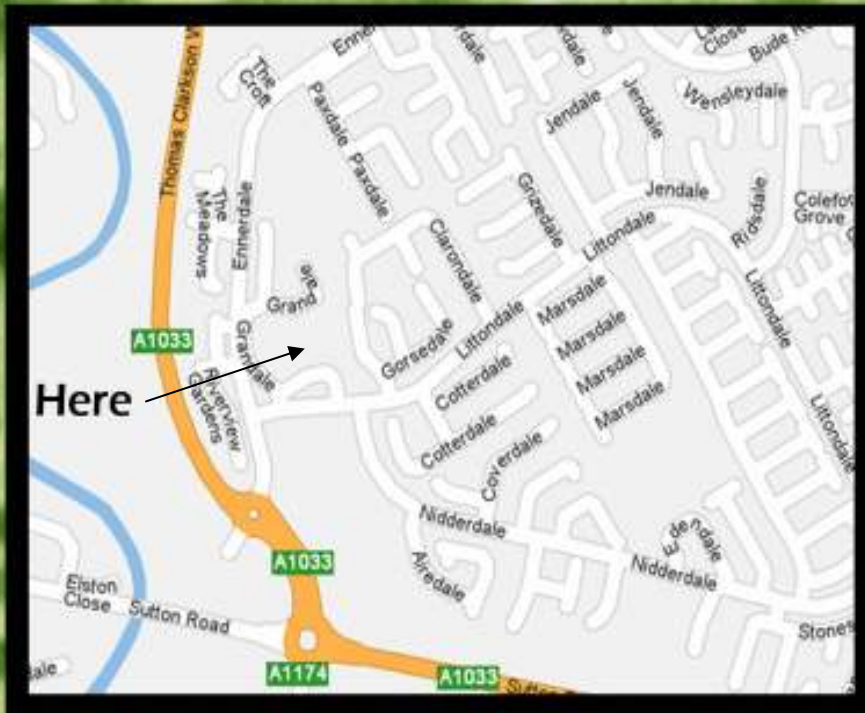 The
Croft
Thomas Clarkson W
Paxdale
Paxdale
The
Meadows
Ennerdale
Grizedale
Clarondale
Jendale
Jendale
Jendale
Close
Wensleydale
Ridsdale
Grove
Littondale
Littondale
Littondale
Littondale
Grand
dale
Grandale
Riverview
Gardens
A1033
Here
Gorsedale
Marsdale
Marsdale
Marsdale
Marsdale
Cotterdale
Cotterdale
Coverdale
Nidderdale
Nidderdale
Edendale
Airedale
A1033
Elston
Close
Sutton Road
A1174
A1033
Stones